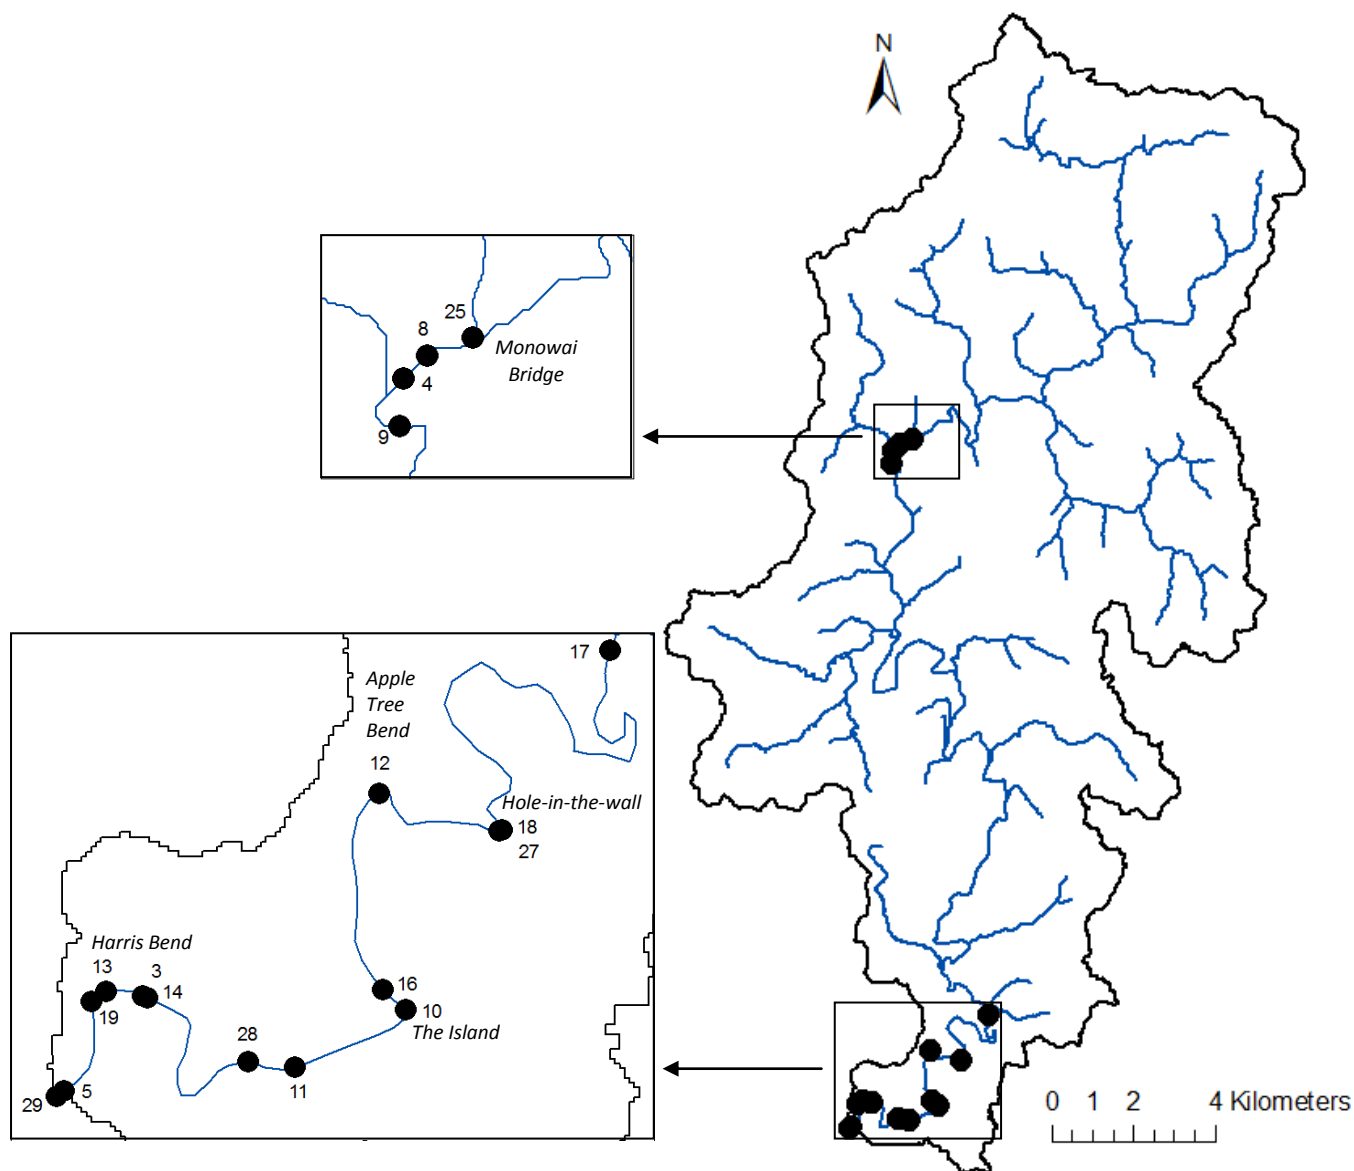 N
25
8
Monowai
Bridge
4
9
17
Apple
Tree
Bend
12
Hole-in-the-wall
18
27
Harris Bend
13
3
14
19
16
10
The Island
28
11
5
29
0 1 2 4 Kilometers